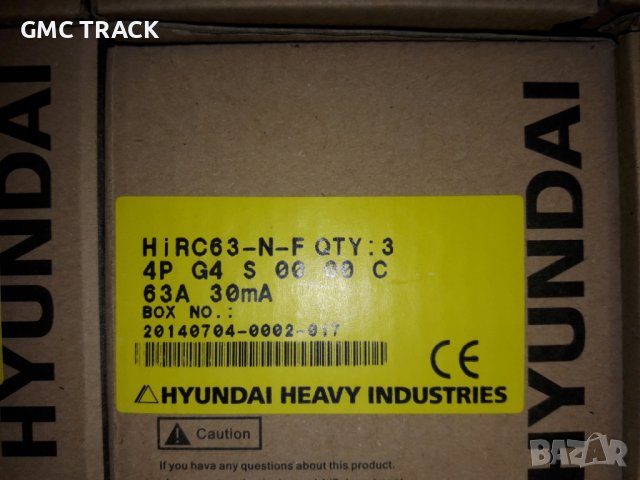 GMC TRACK
HYUNDAI
HYUNDAI
HiRC63-N-F QTY:3
4P G4 S 00 00 C
63A 30mA
BOX NO.:
20140704-0002-017
CE
HYUNDAI HEAVY INDUSTRIES
Caution
If you hava any questions about this product.
BAZAR